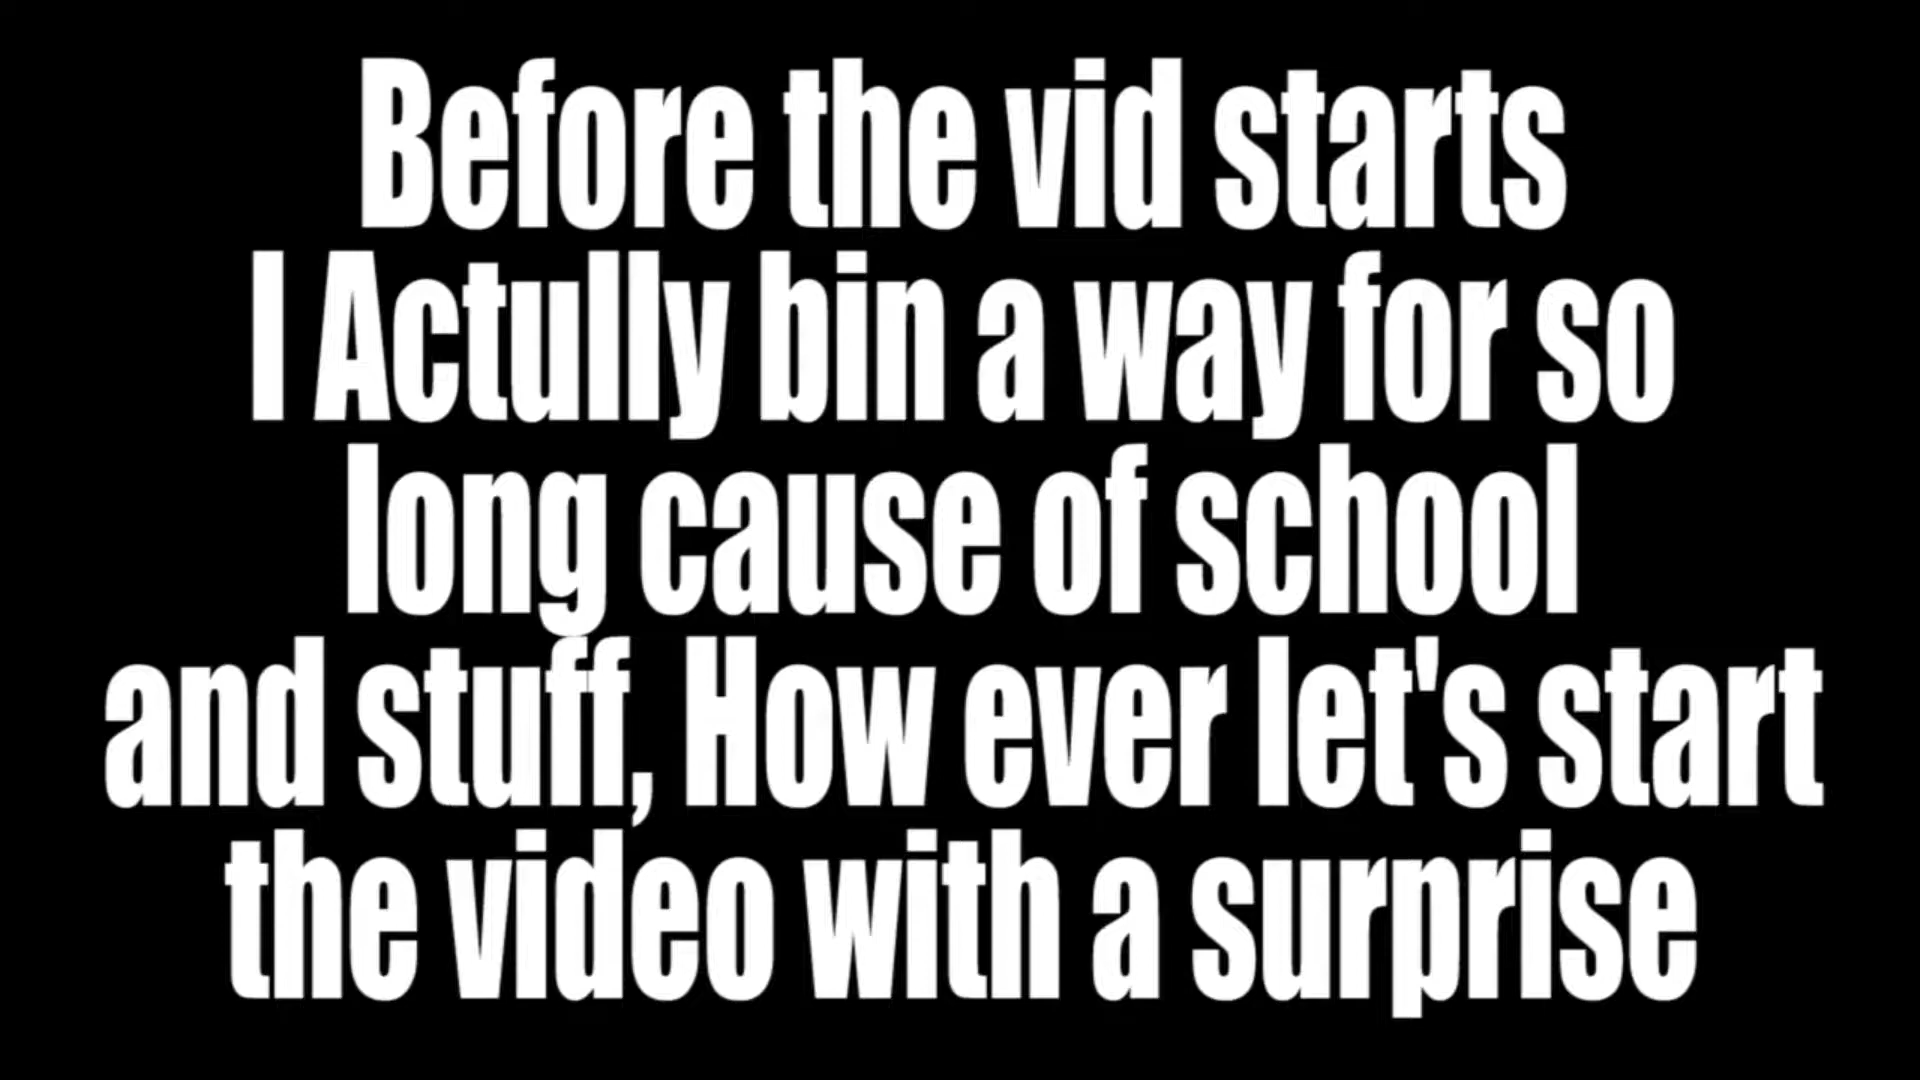 Before the vid starts
I Actully bin a way for so
long cause of school
and stuff, How ever let's start
the video with a surprise